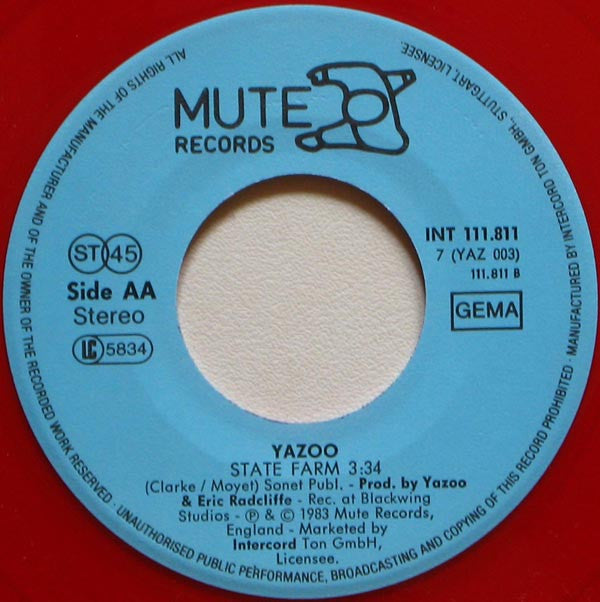 MUTE
RECORDS
ST 45
Side AA
Stereo
LC 5834
INT 111.811
7 (YAZ 003)
111.811 B
GEMA
YAZOO
STATE FARM 3:34
(Clarke / Moyet) Sonet Publ. - Prod. by Yazoo
& Eric Radcliffe - Rec. at Blackwing
Studios - ℗ & © 1983 Mute Records,
England - Marketed by
Intercord Ton GmbH,
Licensee.
ALL RIGHTS OF THE MANUFACTURER AND OF THE OWNER OF THE RECORDED WORK RESERVED · UNAUTHORISED PUBLIC PERFORMANCE, BROADCASTING AND COPYING OF THIS RECORD PROHIBITED · MANUFACTURED BY INTERCORD TON GMBH., STUTTGART, LICENSEE.